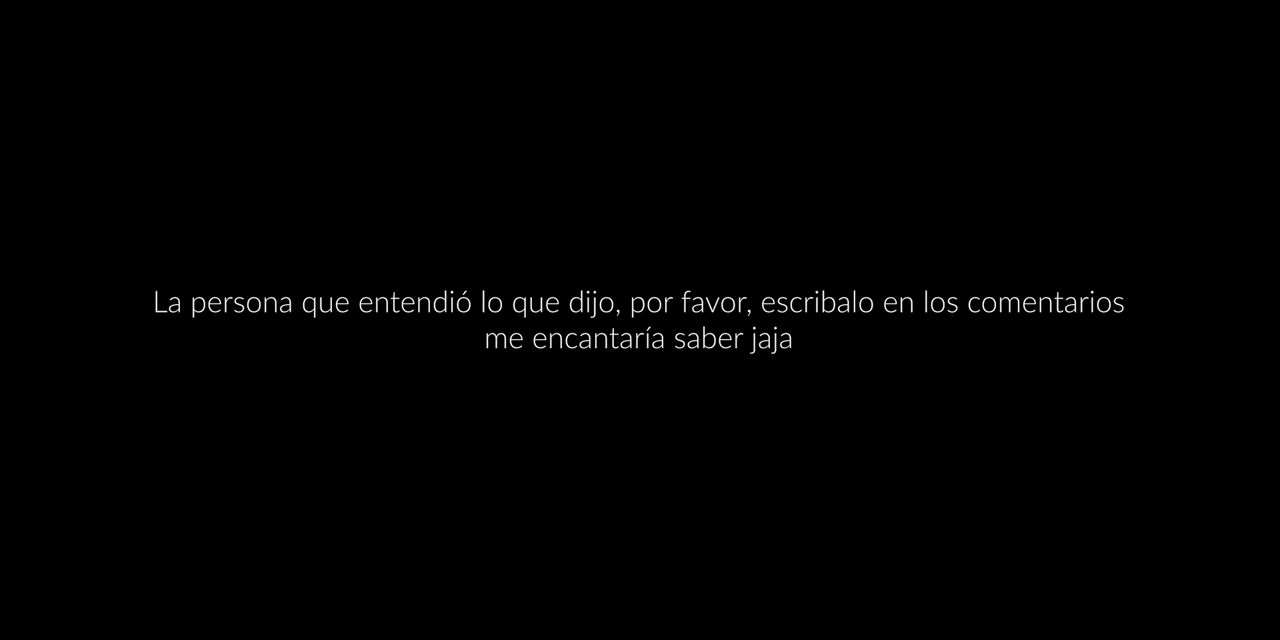 La persona que entendió lo que dijo, por favor, escribalo en los comentarios
me encantaría saber jaja